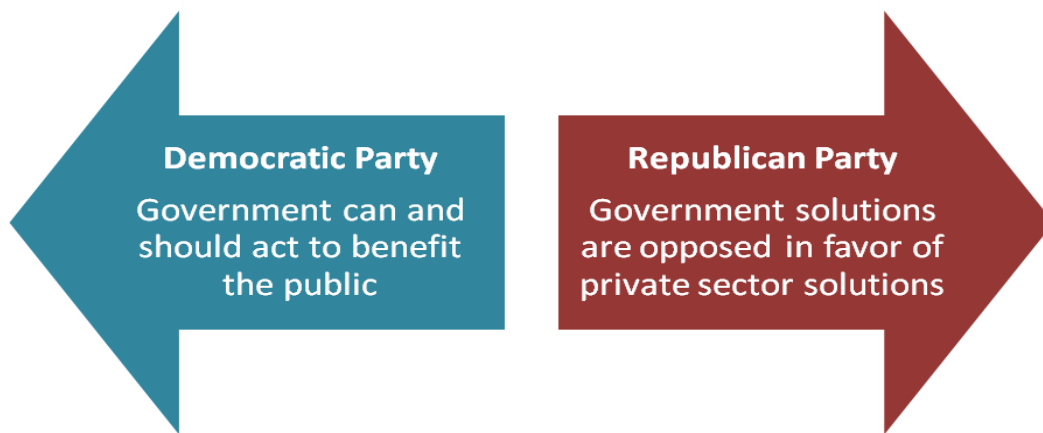 Democratic Party
Government can and
should act to benefit
the public
Republican Party
Government solutions
are opposed in favor of
private sector solutions